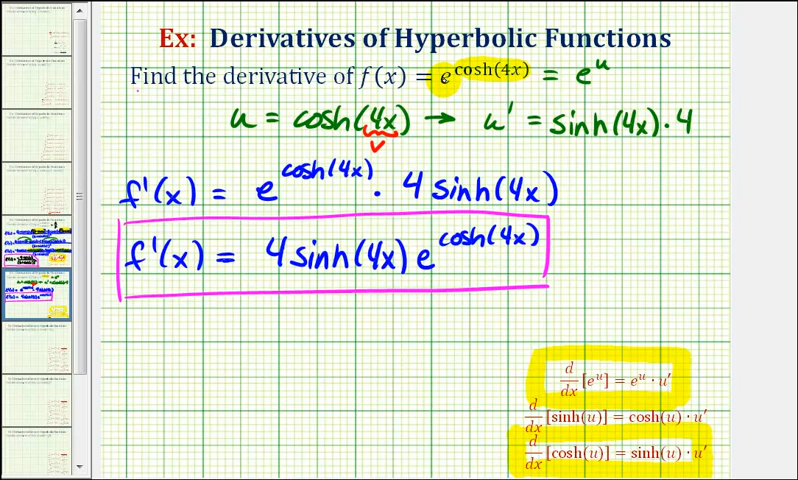 Ex: Derivatives of Hyperbolic Functions
Find the derivative of f(x) = e^cosh(4x) = e^u
u = cosh(4x) → u' = sinh(4x) · 4
v
f'(x) = e^cosh(4x) · 4 sinh(4x)
f'(x) = 4 sinh(4x) e^cosh(4x)
d/dx [e^u] = e^u · u'
d/dx [sinh(u)] = cosh(u) · u'
d/dx [cosh(u)] = sinh(u) · u'